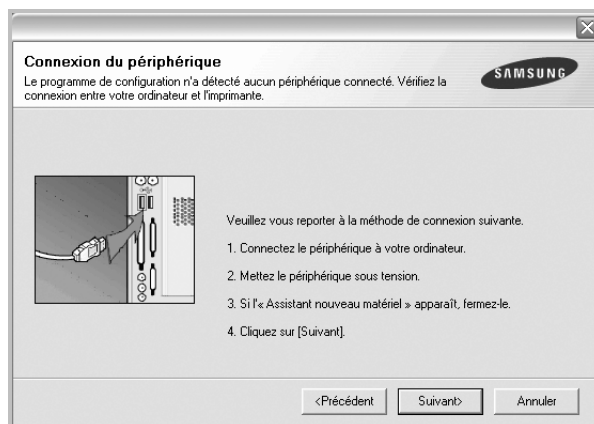 Connexion du périphérique
Le programme de configuration n'a détecté aucun périphérique connecté. Vérifiez la
connexion entre votre ordinateur et l'imprimante.
SAMSUNG
Veuillez vous reporter à la méthode de connexion suivante.
1. Connectez le périphérique à votre ordinateur.
2. Mettez le périphérique sous tension.
3. Si l'« Assistant nouveau matériel » apparaît, fermez-le.
4. Cliquez sur [Suivant].
<Précédent
Suivant>
Annuler